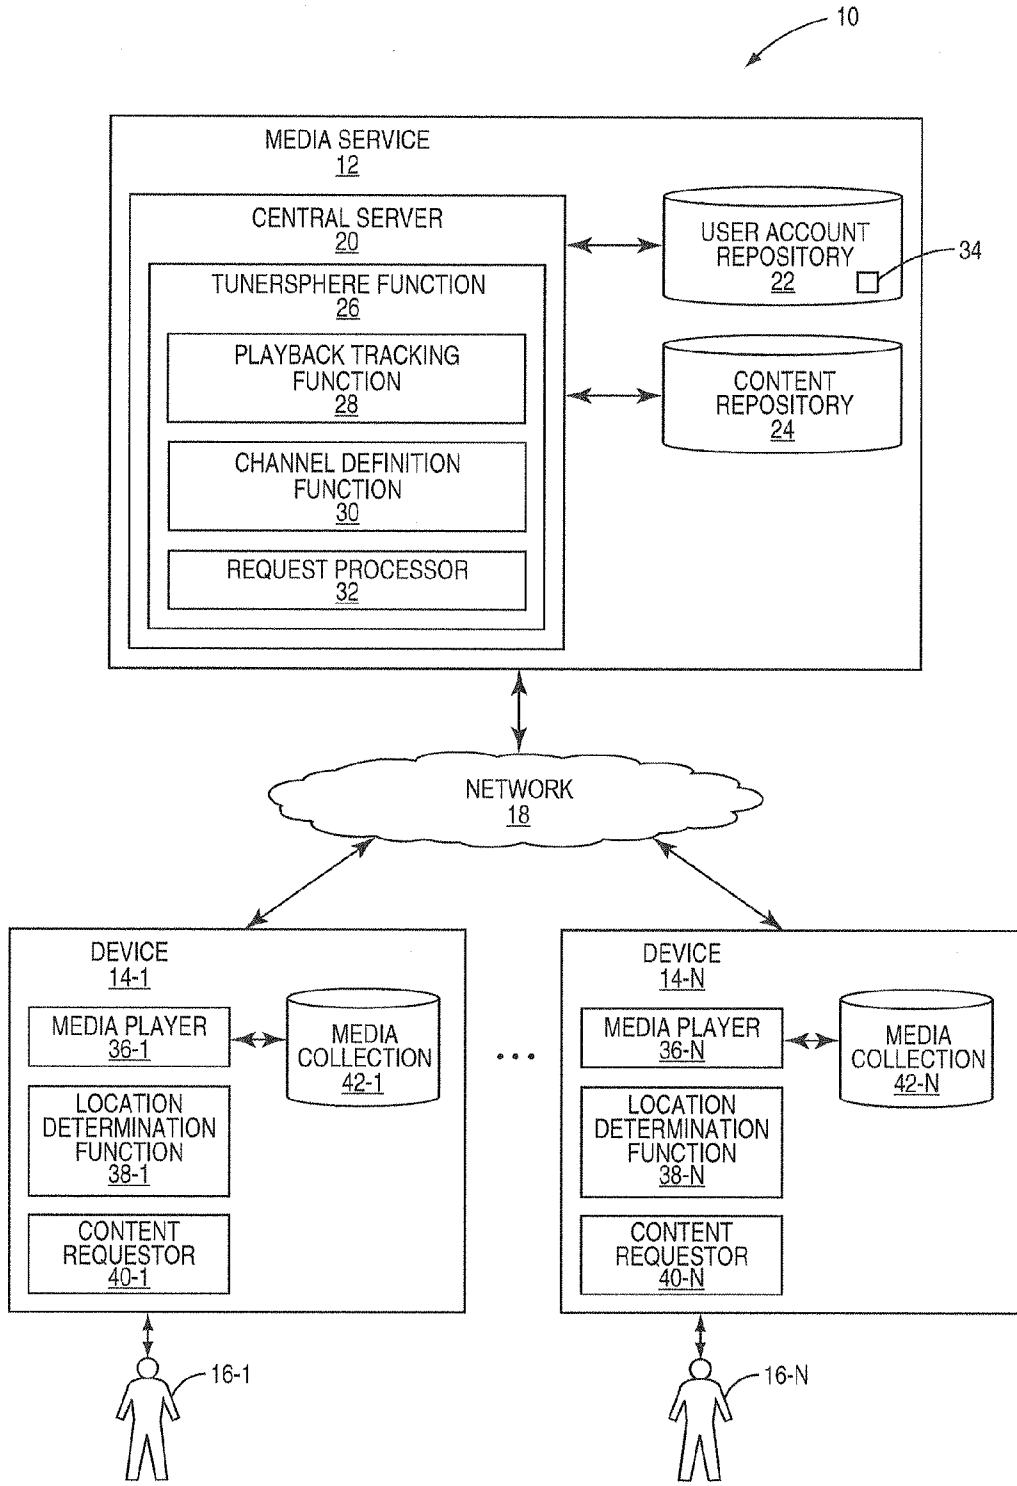 10
MEDIA SERVICE
12
CENTRAL SERVER
20
TUNERSPHERE FUNCTION
26
PLAYBACK TRACKING
FUNCTION
28
CHANNEL DEFINITION
FUNCTION
30
REQUEST PROCESSOR
32
USER ACCOUNT
REPOSITORY
22
34
CONTENT
REPOSITORY
24
NETWORK
18
DEVICE
14-1
MEDIA PLAYER
36-1
MEDIA
COLLECTION
42-1
LOCATION
DETERMINATION
FUNCTION
38-1
CONTENT
REQUESTOR
40-1
16-1
...
DEVICE
14-N
MEDIA PLAYER
36-N
MEDIA
COLLECTION
42-N
LOCATION
DETERMINATION
FUNCTION
38-N
CONTENT
REQUESTOR
40-N
16-N